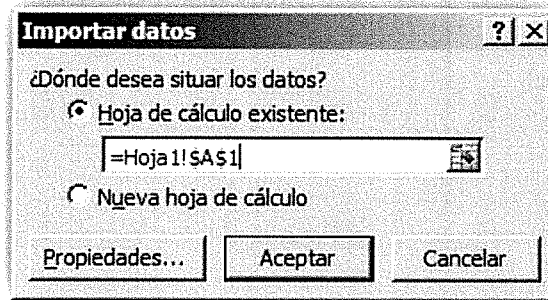 Importar datos
¿Dónde desea situar los datos?
Hoja de cálculo existente:
=Hoja1!$A$1
Nueva hoja de cálculo
Propiedades...
Aceptar
Cancelar